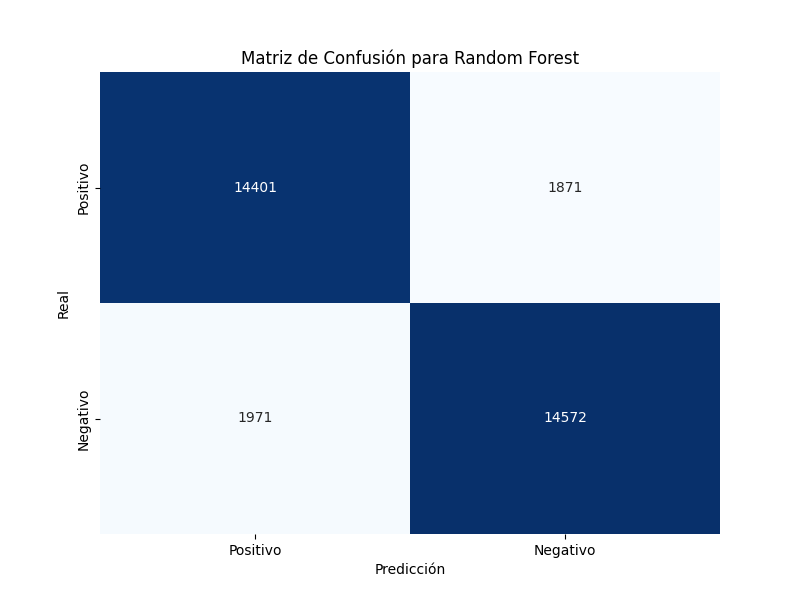 Matriz de Confusión para Random Forest
Positivo
14401
1871
Real
Negativo
1971
14572
Positivo
Negativo
Predicción